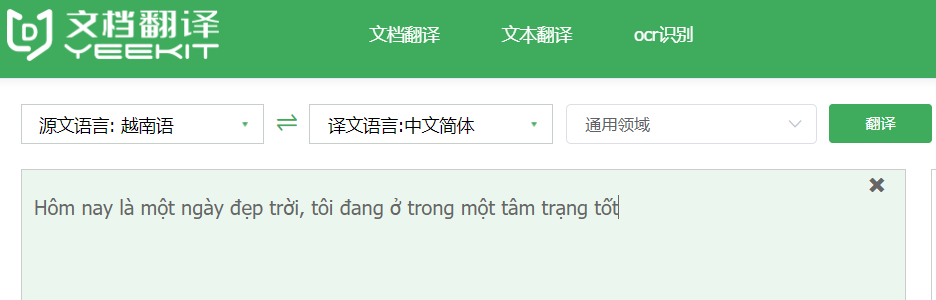 文档翻译
YEEKIT
文档翻译 文本翻译 ocr识别
源文语言: 越南语 ⇌ 译文语言:中文简体 通用领域 翻译
Hôm nay là một ngày đẹp trời, tôi đang ở trong một tâm trạng tốt